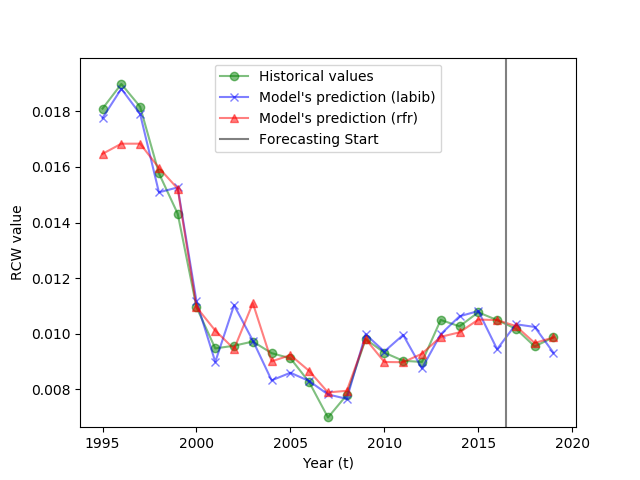 Historical values
Model's prediction (labib)
Model's prediction (rfr)
Forecasting Start
0.018
0.016
0.014
0.012
0.010
0.008
RCW value
1995
2000
2005
2010
2015
2020
Year (t)